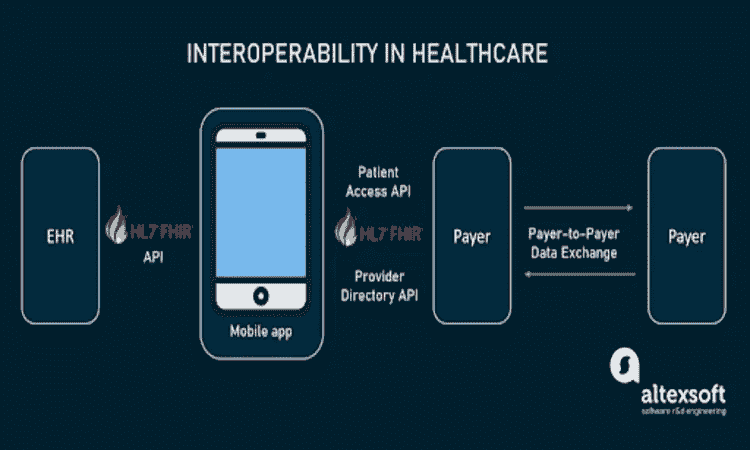 INTEROPERABILITY IN HEALTHCARE
EHR
HL7 FHIR
API
Mobile app
Patient
Access API
HL7 FHIR
Provider
Directory API
Payer
Payer-to-Payer
Data Exchange
Payer
altexsoft
software r&d engineering